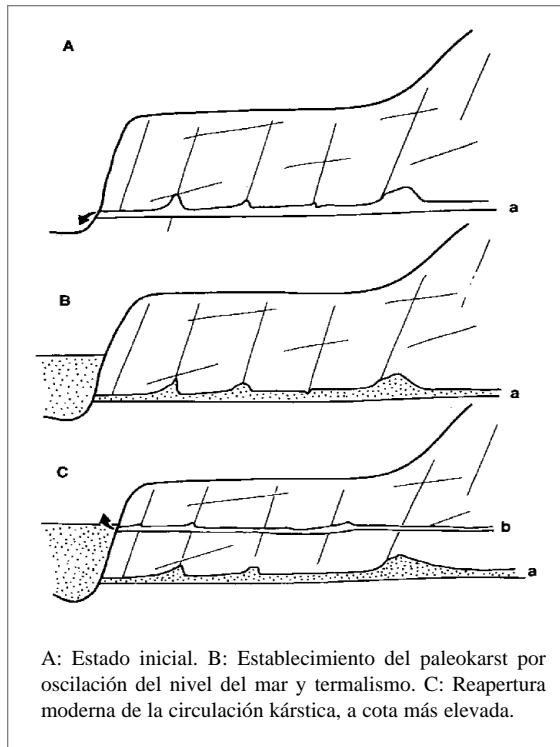 A
a
B
a
C
b
a
A: Estado inicial. B: Establecimiento del paleokarst por
oscilación del nivel del mar y termalismo. C: Reapertura
moderna de la circulación kárstica, a cota más elevada.